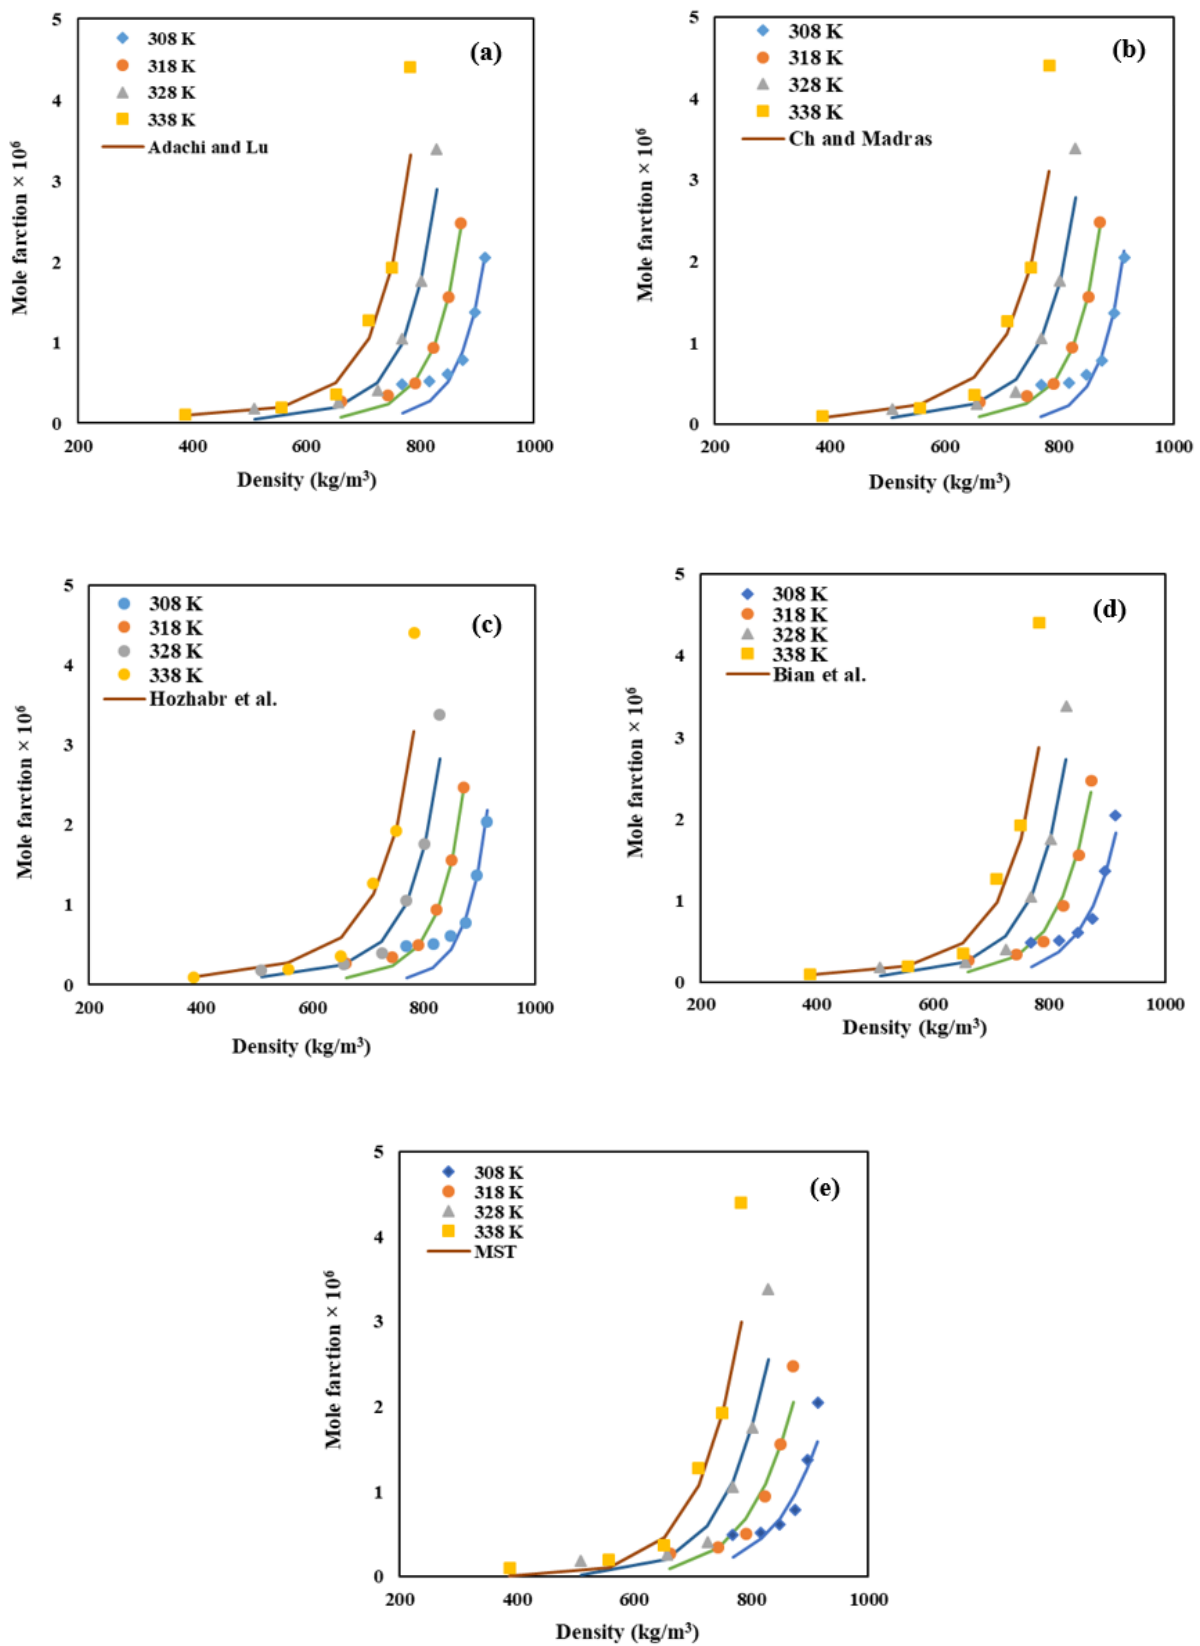 5
4
3
2
1
0
Mole farction × 10⁶
308 K
318 K
328 K
338 K
Adachi and Lu
(a)
200 400 600 800 1000
Density (kg/m³)
5
4
3
2
1
0
Mole farction × 10⁶
308 K
318 K
328 K
338 K
Ch and Madras
(b)
200 400 600 800 1000
Density (kg/m³)
5
4
3
2
1
0
Mole farction × 10⁶
308 K
318 K
328 K
338 K
Hozhabr et al.
(c)
200 400 600 800 1000
Density (kg/m³)
5
4
3
2
1
0
Mole farction × 10⁶
308 K
318 K
328 K
338 K
Bian et al.
(d)
200 400 600 800 1000
Density (kg/m³)
5
4
3
2
1
0
Mole farction × 10⁶
308 K
318 K
328 K
338 K
MST
(e)
200 400 600 800 1000
Density (kg/m³)